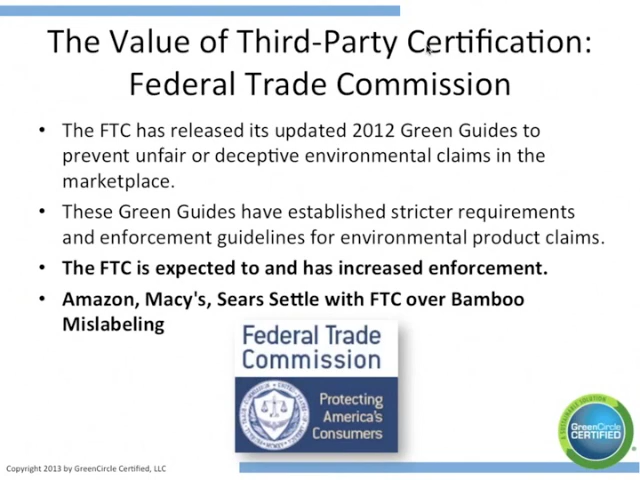 The Value of Third-Party Certification:
Federal Trade Commission
• The FTC has released its updated 2012 Green Guides to
prevent unfair or deceptive environmental claims in the
marketplace.
• These Green Guides have established stricter requirements
and enforcement guidelines for environmental product claims.
• The FTC is expected to and has increased enforcement.
• Amazon, Macy's, Sears Settle with FTC over Bamboo
Mislabeling
Federal Trade
Commission
Protecting
America's
Consumers
GreenCircle
CERTIFIED
Copyright 2013 by GreenCircle Certified, LLC